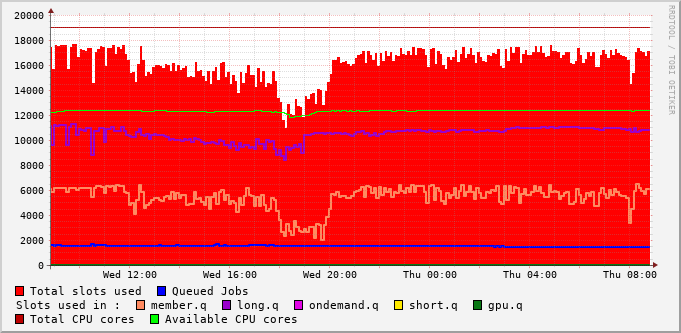 20000
18000
16000
14000
12000
10000
8000
6000
4000
2000
0
Wed 12:00 Wed 16:00 Wed 20:00 Thu 00:00 Thu 04:00 Thu 08:00
Total slots used Queued Jobs
Slots used in : member.q long.q ondemand.q short.q gpu.q
Total CPU cores Available CPU cores
RRDTOOL / TOBI OETIKER